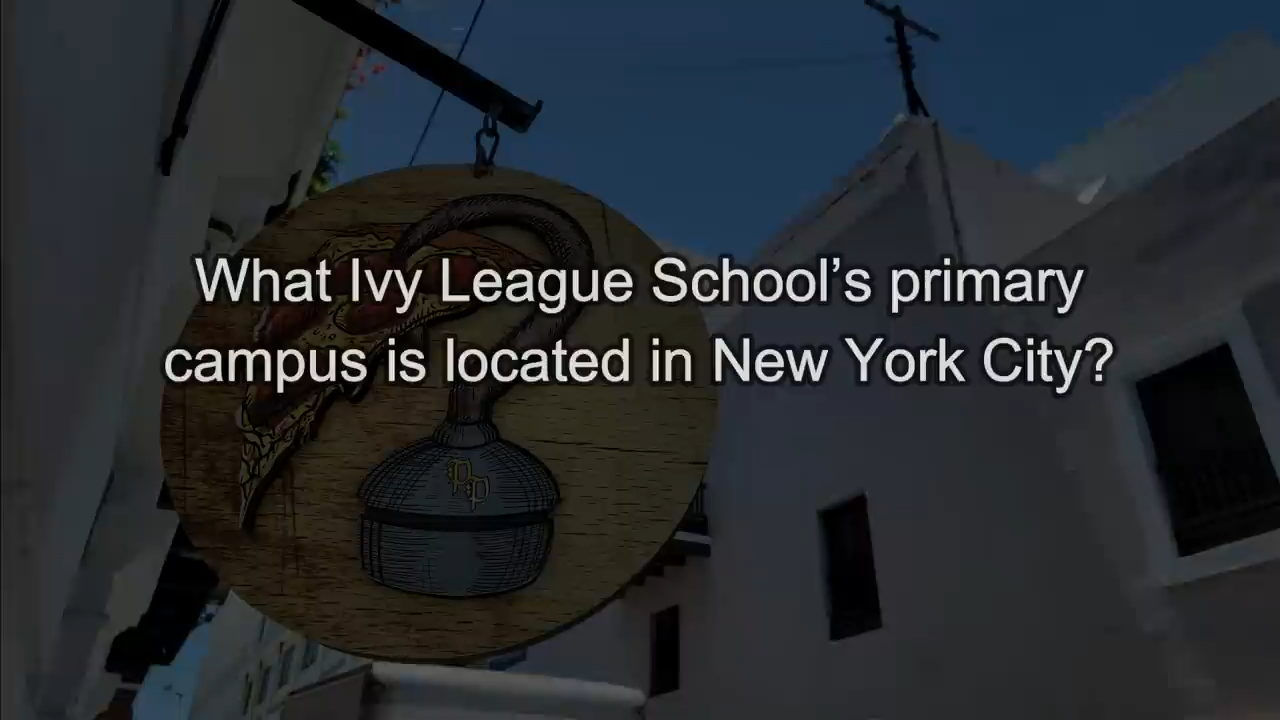 What Ivy League School’s primary
campus is located in New York City?
PP